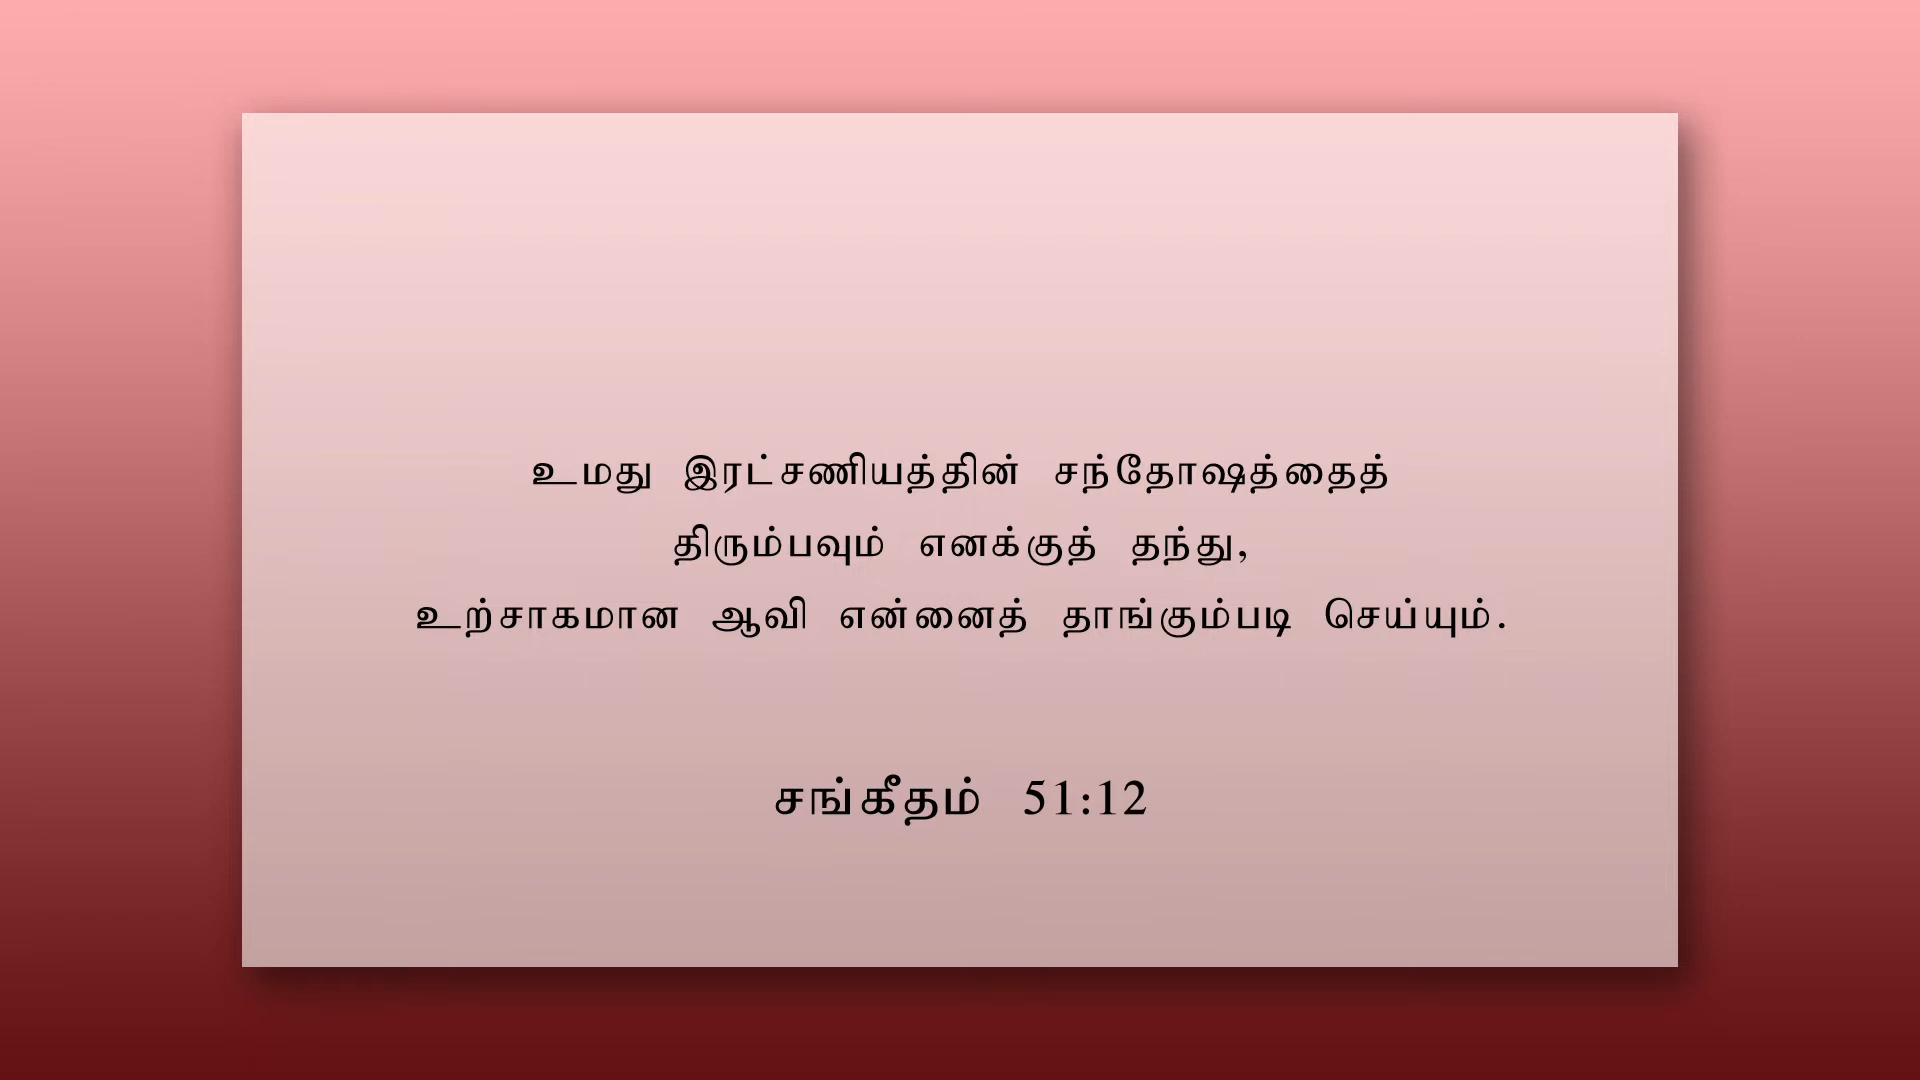 உமது இரட்சணியத்தின் சந்தோஷத்தைத்
திரும்பவும் எனக்குத் தந்து,
உற்சாகமான ஆவி என்னைத் தாங்கும்படி செய்யும்.
சங்கீதம் 51:12